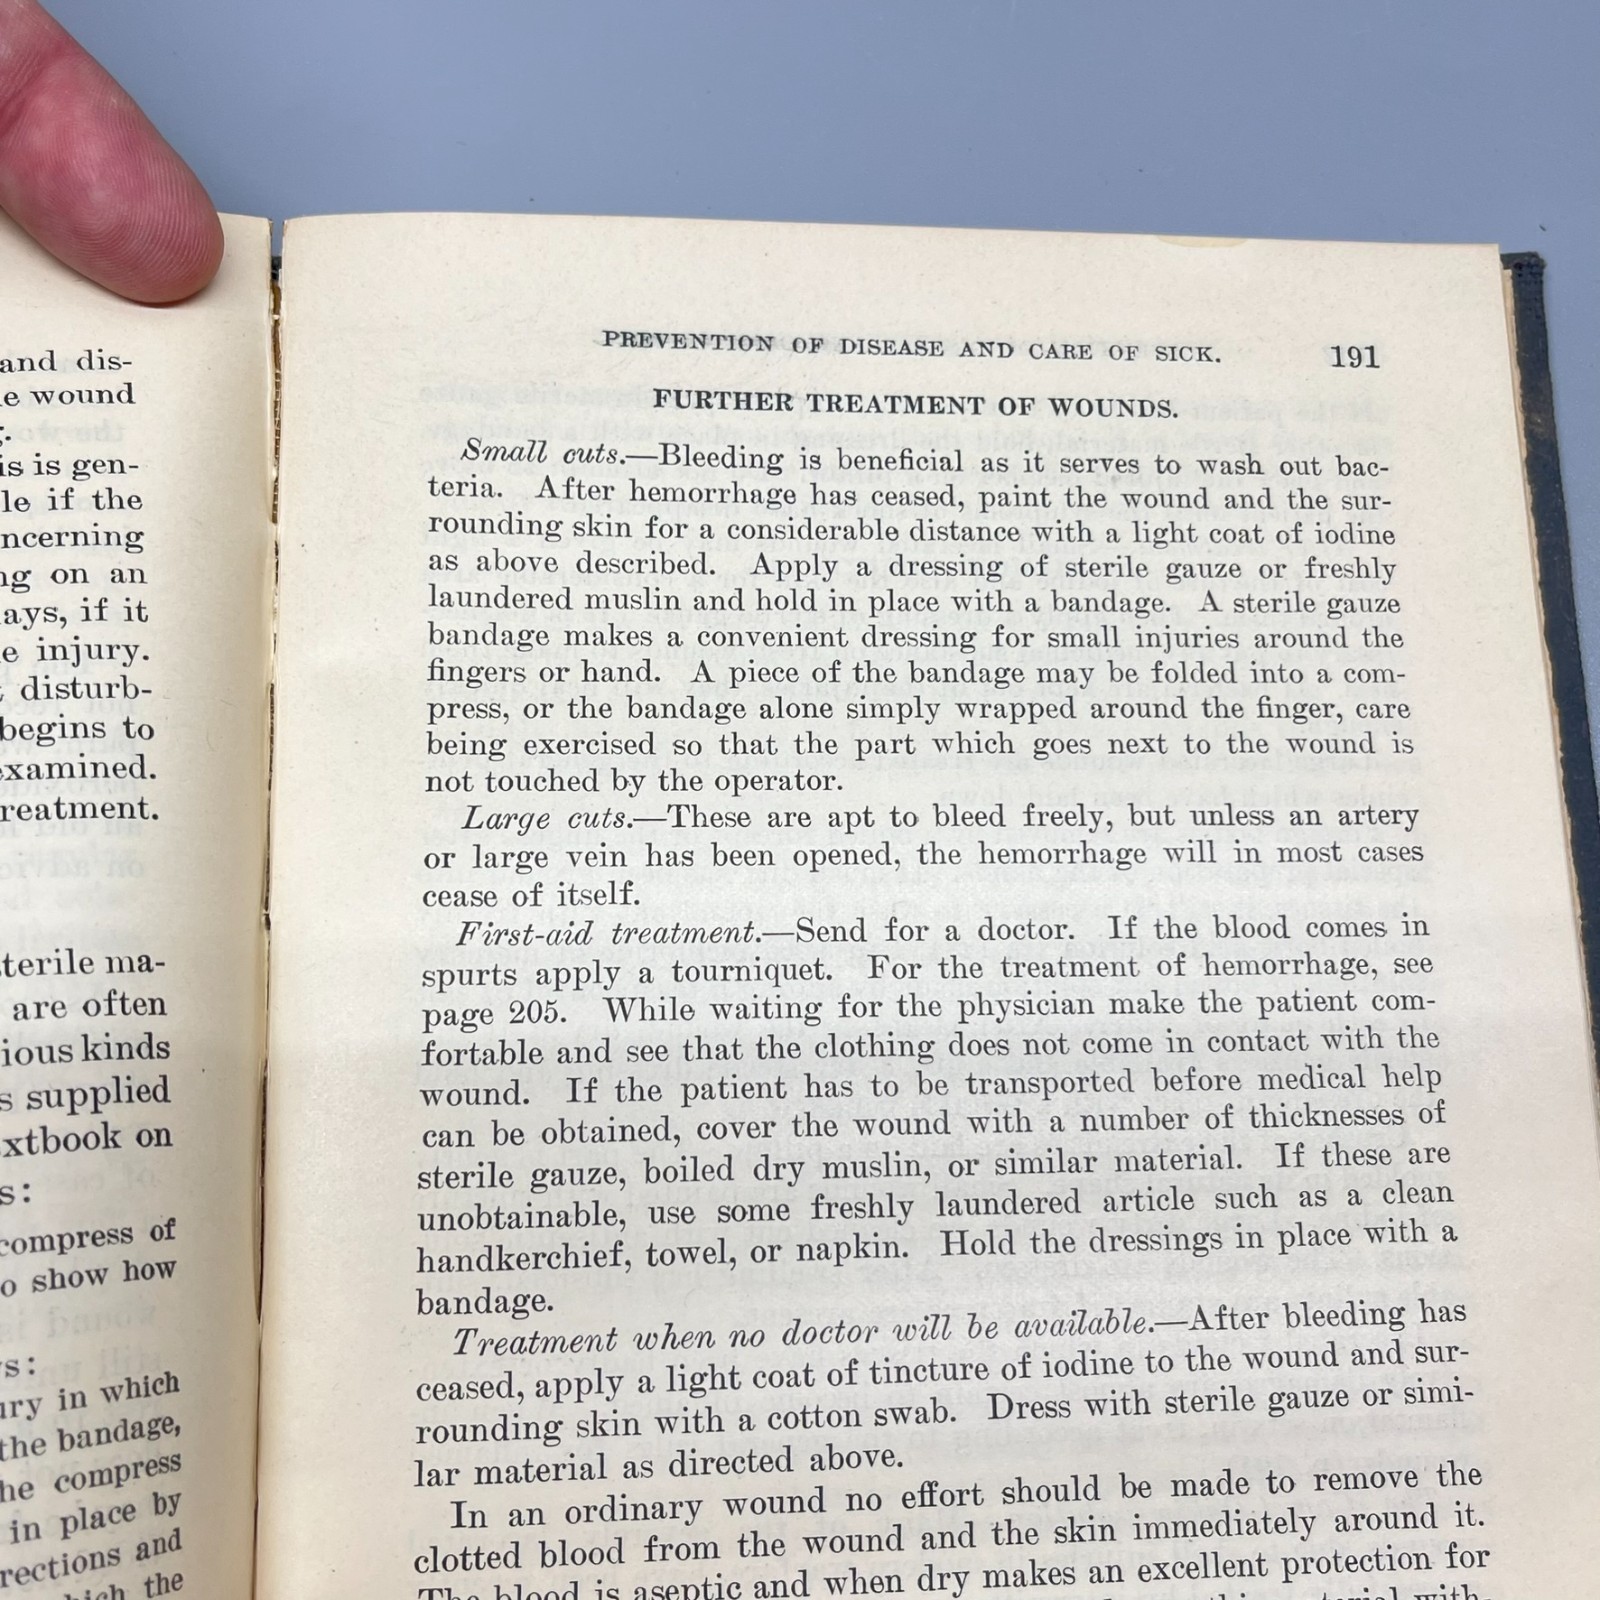 and dis-
e wound
is is gen-
le if the
ncerning
ng on an
ays, if it
e injury.
disturb-
begins to
examined.
reatment.
sterile ma-
are often
ious kinds
s supplied
xtbook on
s:
compress of
o show how
s:
ury in which
the bandage,
he compress
in place by
rections and
the
PREVENTION OF DISEASE AND CARE OF SICK. 191
FURTHER TREATMENT OF WOUNDS.
Small cuts.—Bleeding is beneficial as it serves to wash out bac-
teria. After hemorrhage has ceased, paint the wound and the sur-
rounding skin for a considerable distance with a light coat of iodine
as above described. Apply a dressing of sterile gauze or freshly
laundered muslin and hold in place with a bandage. A sterile gauze
bandage makes a convenient dressing for small injuries around the
fingers or hand. A piece of the bandage may be folded into a com-
press, or the bandage alone simply wrapped around the finger, care
being exercised so that the part which goes next to the wound is
not touched by the operator.
Large cuts.—These are apt to bleed freely, but unless an artery
or large vein has been opened, the hemorrhage will in most cases
cease of itself.
First-aid treatment.—Send for a doctor. If the blood comes in
spurts apply a tourniquet. For the treatment of hemorrhage, see
page 205. While waiting for the physician make the patient com-
fortable and see that the clothing does not come in contact with the
wound. If the patient has to be transported before medical help
can be obtained, cover the wound with a number of thicknesses of
sterile gauze, boiled dry muslin, or similar material. If these are
unobtainable, use some freshly laundered article such as a clean
handkerchief, towel, or napkin. Hold the dressings in place with a
bandage.
Treatment when no doctor will be available.—After bleeding has
ceased, apply a light coat of tincture of iodine to the wound and sur-
rounding skin with a cotton swab. Dress with sterile gauze or simi-
lar material as directed above.
In an ordinary wound no effort should be made to remove the
clotted blood from the wound and the skin immediately around it.
The blood is aseptic and when dry makes an excellent protection for
with-